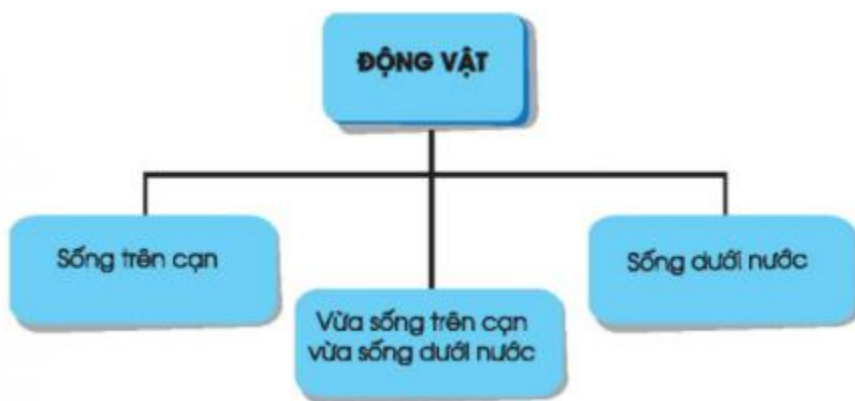 ĐỘNG VẬT
Sống trên cạn
Vừa sống trên cạn
vừa sống dưới nước
Sống dưới nước